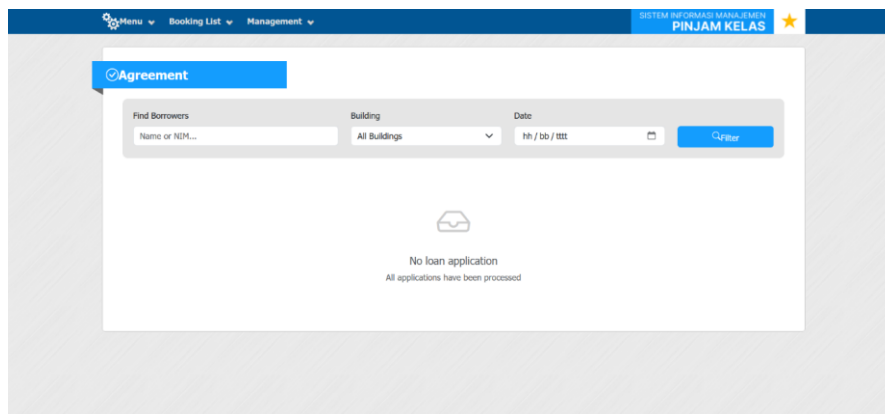 Menu Booking List Management
SISTEM INFORMASI MANAJEMEN
PINJAM KELAS
Agreement
Find Borrowers Building Date
Name or NIM... All Buildings hh / bb / tttt Filter
No loan application
All applications have been processed